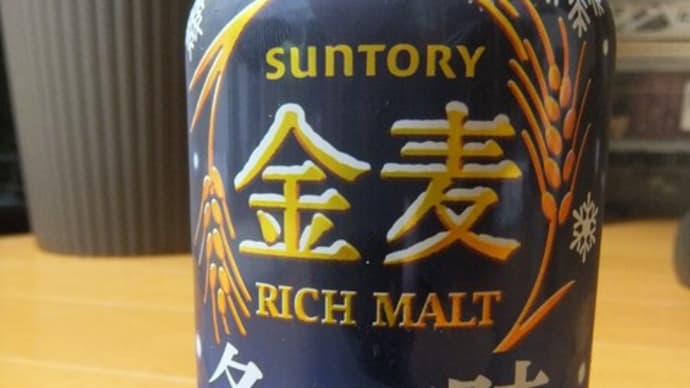 SUNTORY
金麦
RICH MALT